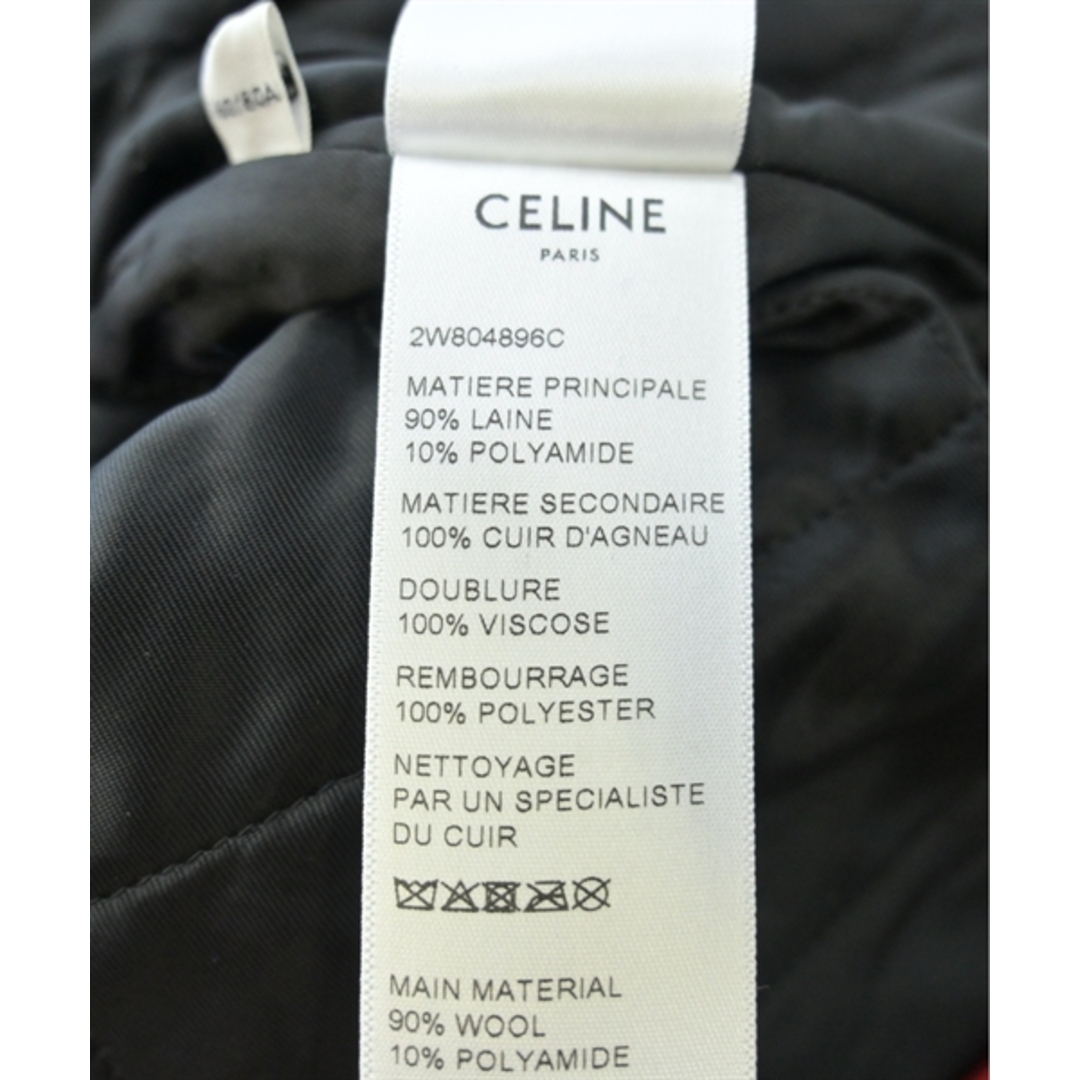 CELINE
PARIS
2W804896C
MATIERE PRINCIPALE
90% LAINE
10% POLYAMIDE
MATIERE SECONDAIRE
100% CUIR D'AGNEAU
DOUBLURE
100% VISCOSE
REMBOURRAGE
100% POLYESTER
NETTOYAGE
PAR UN SPECIALISTE
DU CUIR
MAIN MATERIAL
90% WOOL
10% POLYAMIDE